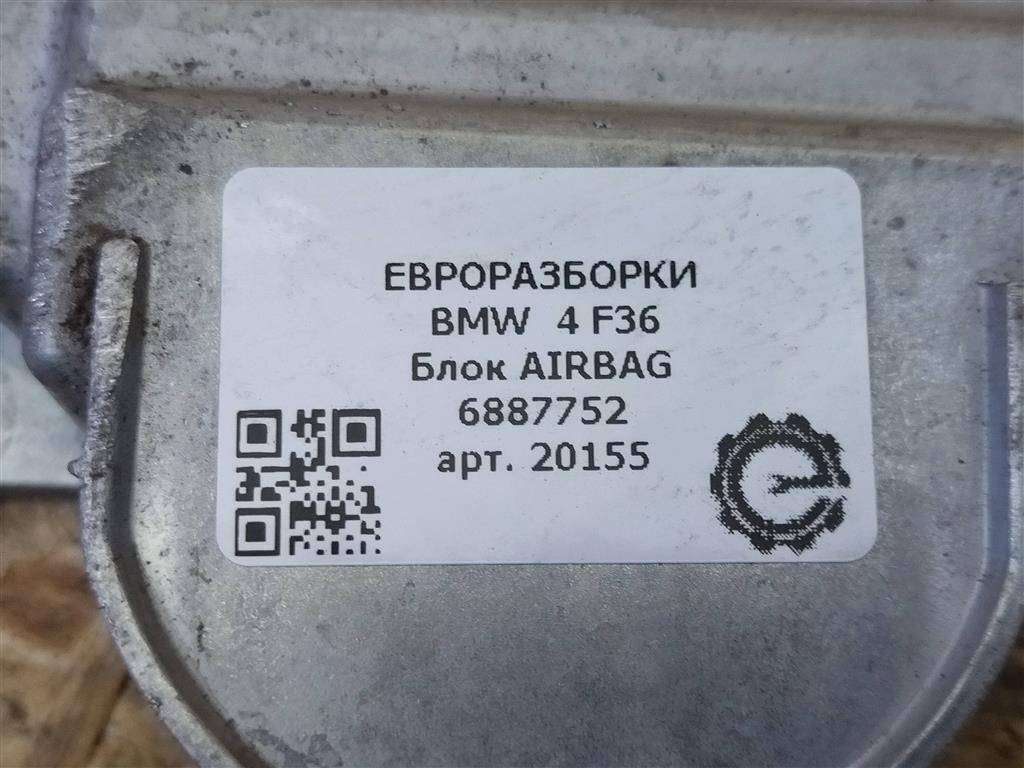 ЕВРОРАЗБОРКИ
BMW 4 F36
Блок AIRBAG
6887752
арт. 20155